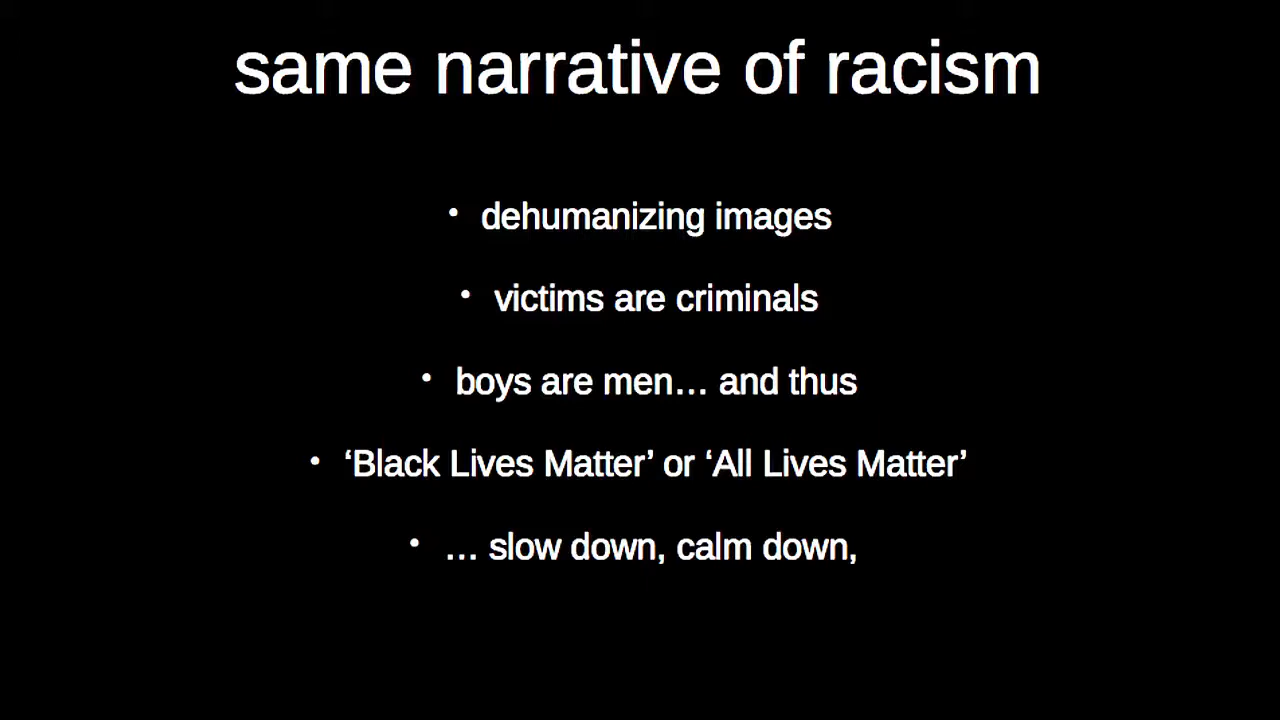 same narrative of racism
• dehumanizing images
• victims are criminals
• boys are men… and thus
• ‘Black Lives Matter’ or ‘All Lives Matter’
• … slow down, calm down,